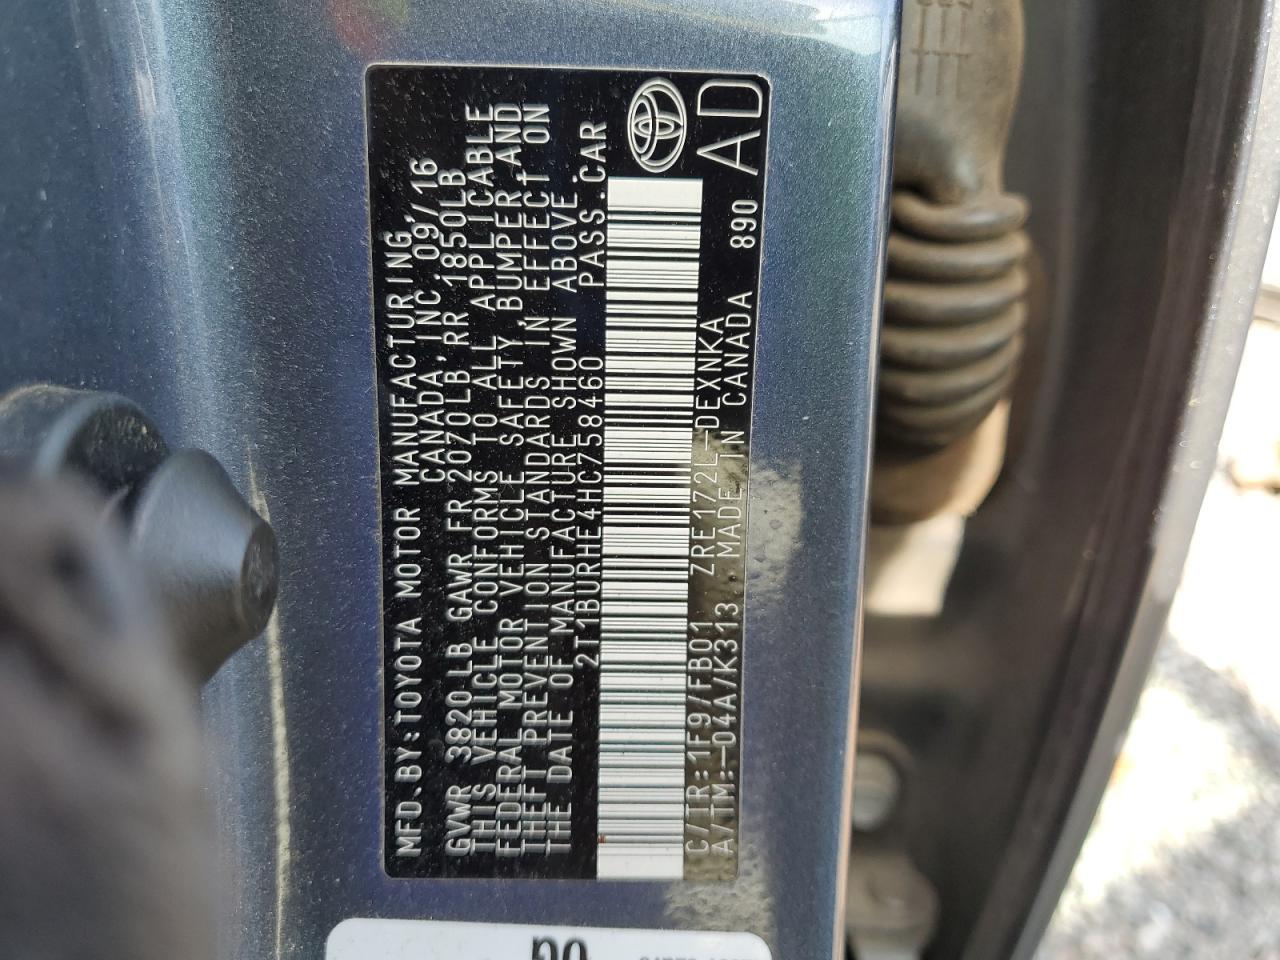 MFD.BY:TOYOTA MOTOR MANUFACTURING,
CANADA,INC. 09/16
GVWR 3820LB GAWR FR 2070LB RR 1850LB
THIS VEHICLE CONFORMS TO ALL APPLICABLE
FEDERAL MOTOR VEHICLE SAFETY,BUMPER,AND
THEFT PREVENTION STANDARDS IN EFFECT ON
THE DATE OF MANUFACTURE SHOWN ABOVE
2T1BURHE4HC758460 PASS.CAR
C/TR:1F9/FB01 ZRE172L-DEXNKA
A/TM:-04A/K313 MADE IN CANADA 890
AD